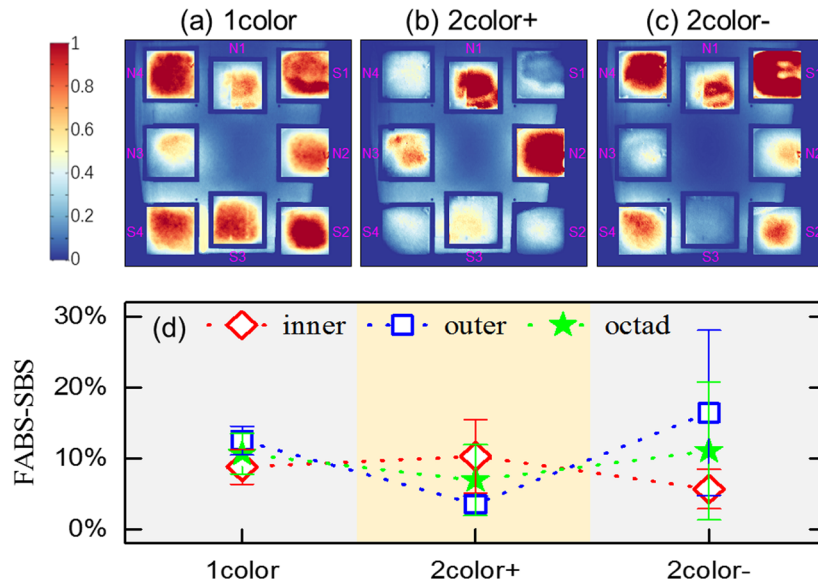 (a) 1color (b) 2color+ (c) 2color-
1
0.8
0.6
0.4
0.2
0
N1 N4 S1 N3 N2 S4 S2 S3
N1 N4 S1 N3 N2 S4 S2 S3
N1 N4 S1 N3 N2 S4 S2 S3
(d) inner outer octad
FABS-SBS
30%
20%
10%
0%
1color 2color+ 2color-